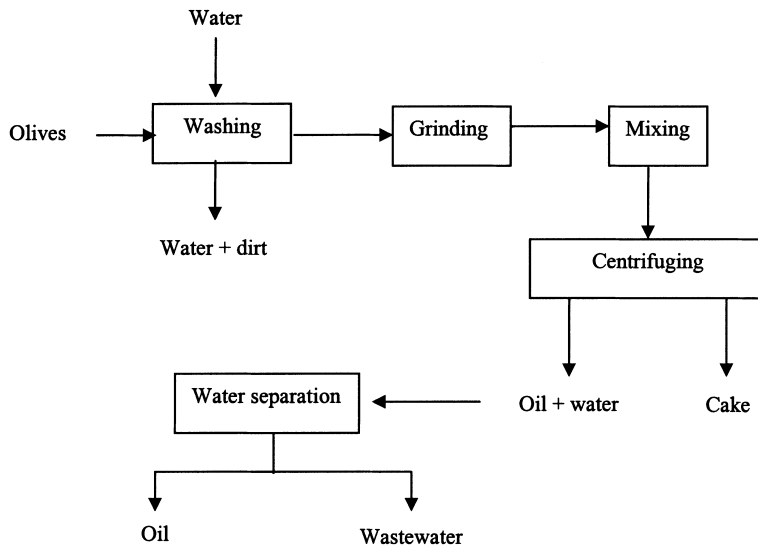 Water
Olives
Washing
Grinding
Mixing
Water + dirt
Centrifuging
Water separation
Oil + water
Cake
Oil
Wastewater